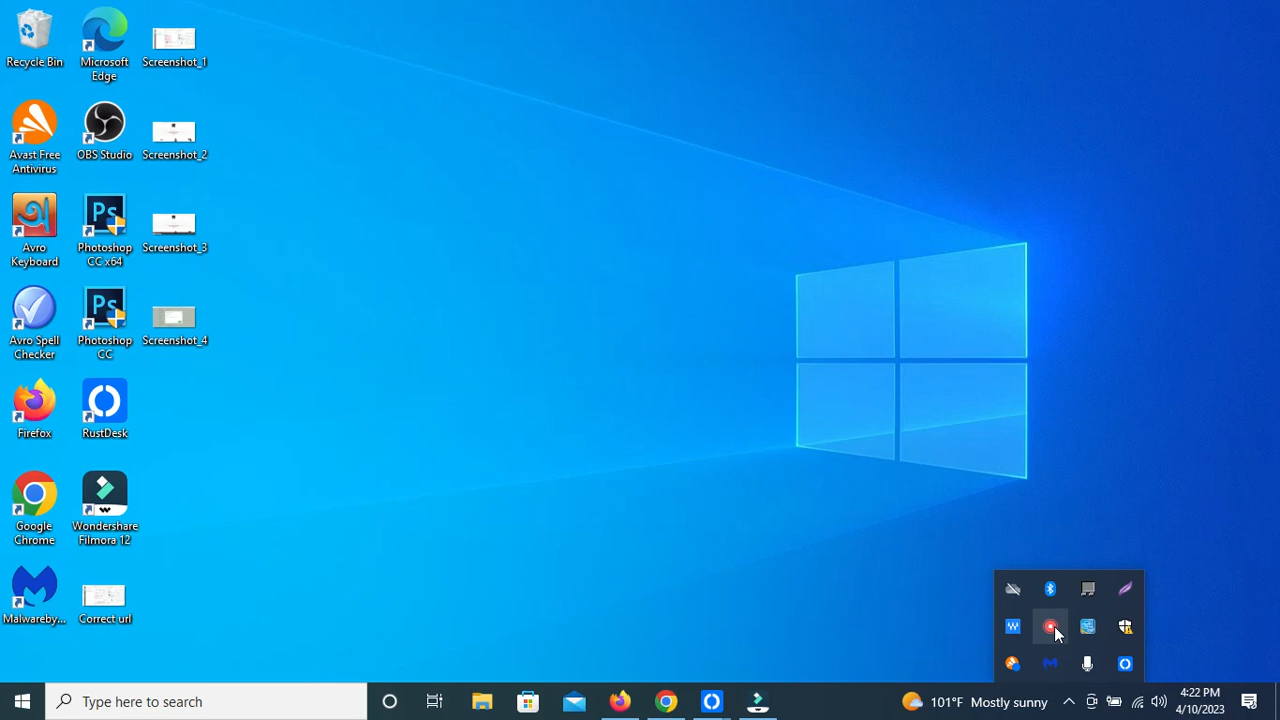 Recycle Bin
Microsoft
Edge
Screenshot_1
Avast Free
Antivirus
OBS Studio
Screenshot_2
Avro
Keyboard
Photoshop
CC x64
Screenshot_3
Avro Spell
Checker
Photoshop
CC
Screenshot_4
Firefox
RustDesk
Google
Chrome
Wondershare
Filmora 12
Malwareby...
Correct url
Type here to search
101°F Mostly sunny
4:22 PM
4/10/2023